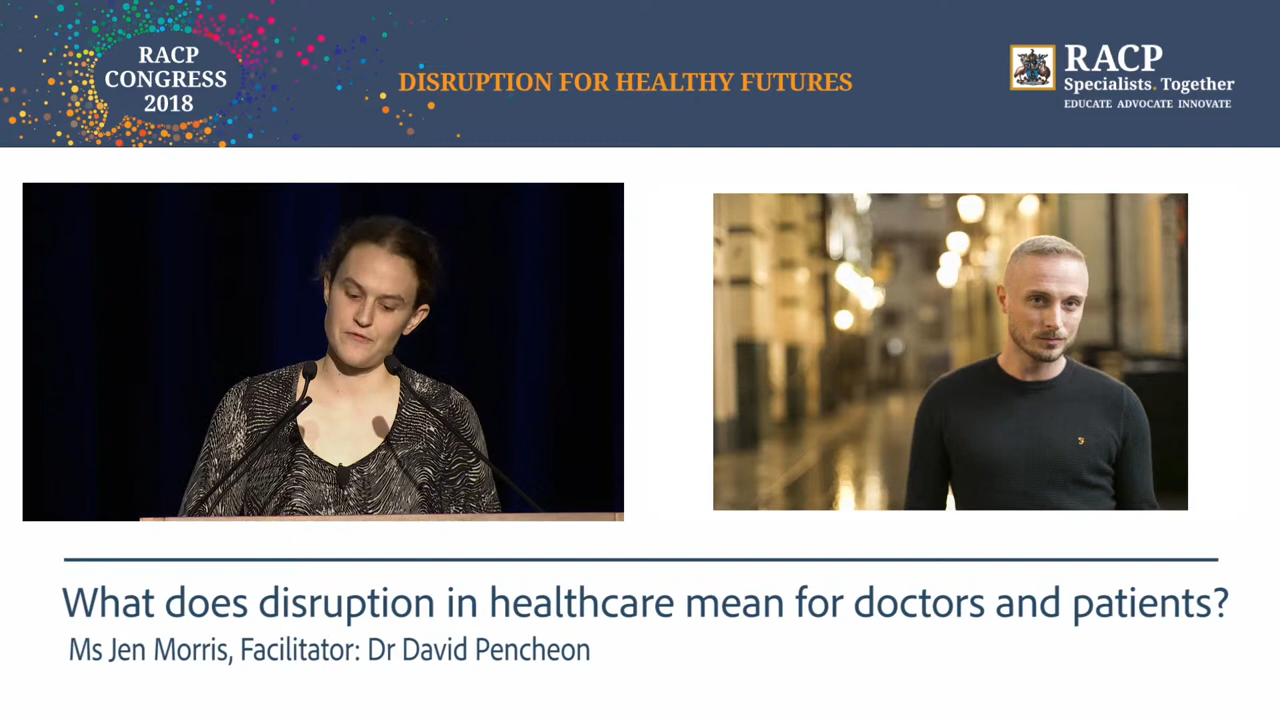 RACP
CONGRESS
2018
DISRUPTION FOR HEALTHY FUTURES
RACP
Specialists. Together
EDUCATE ADVOCATE INNOVATE
What does disruption in healthcare mean for doctors and patients?
Ms Jen Morris, Facilitator: Dr David Pencheon